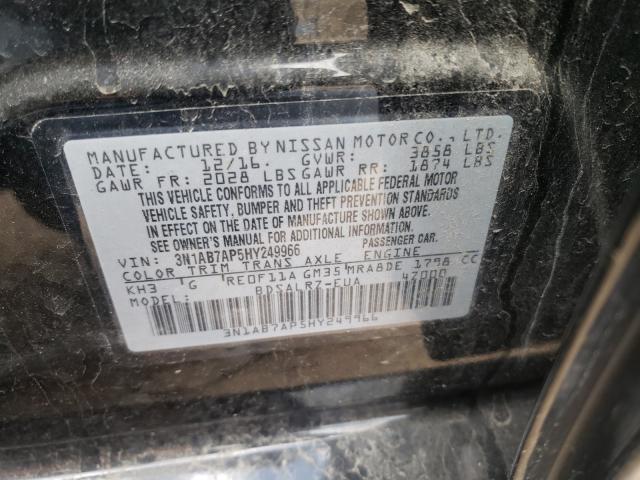 MANUFACTURED BY NISSAN MOTOR CO., LTD.
DATE: 12/16. GVWR: 3858 LBS
GAWR FR: 2028 LBS GAWR RR: 1874 LBS
THIS VEHICLE CONFORMS TO ALL APPLICABLE FEDERAL MOTOR
VEHICLE SAFETY, BUMPER AND THEFT PREVENTION STANDARDS
IN EFFECT ON THE DATE OF MANUFACTURE SHOWN ABOVE.
SEE OWNER'S MANUAL FOR ADDITIONAL INFORMATION.
VIN: 3N1AB7AP5HY249966 PASSENGER CAR.
COLOR TRIM TRANS AXLE ENGINE
KH3 G RE0F11A GM35 MRA8DE 1798 CC
BDSALR7-EUA 47000
3N1AB7AP5HY249966